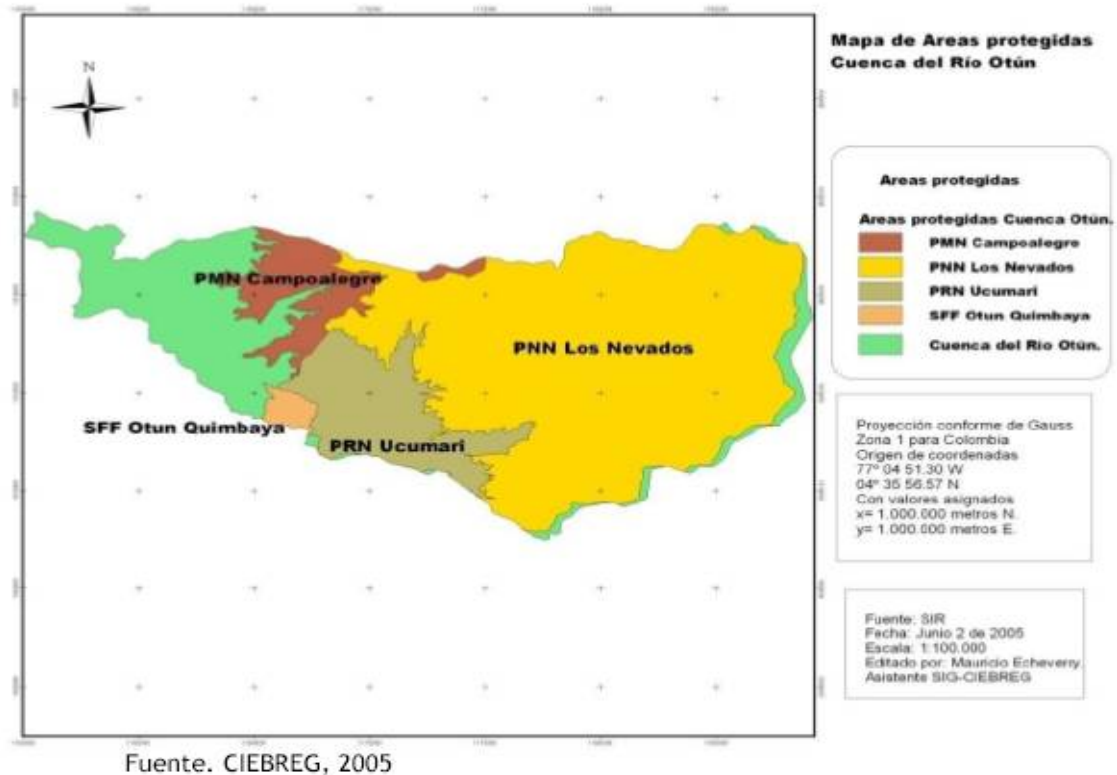 Mapa de Areas protegidas
Cuenca del Río Otún
N
Areas protegidas
Areas protegidas Cuenca Otún.
PMN Campoalegre
PNN Los Nevados
PRN Ucumari
SFF Otun Quimbaya
Cuenca del Río Otún.
PMN Campoalegre
PNN Los Nevados
SFF Otun Quimbaya
PRN Ucumari
Proyección conforme de Gauss
Zona 1 para Colombia
Origen de coordenadas
77º 04 51.30 W
04º 35 56.57 N
Con valores asignados
x= 1.000.000 metros N.
y= 1.000.000 metros E.
Fuente: SIR
Fecha: Junio 2 de 2005
Escala: 1:100.000
Editado por: Mauricio Echeverry.
Asistente SIG-CIEBREG
Fuente. CIEBREG, 2005